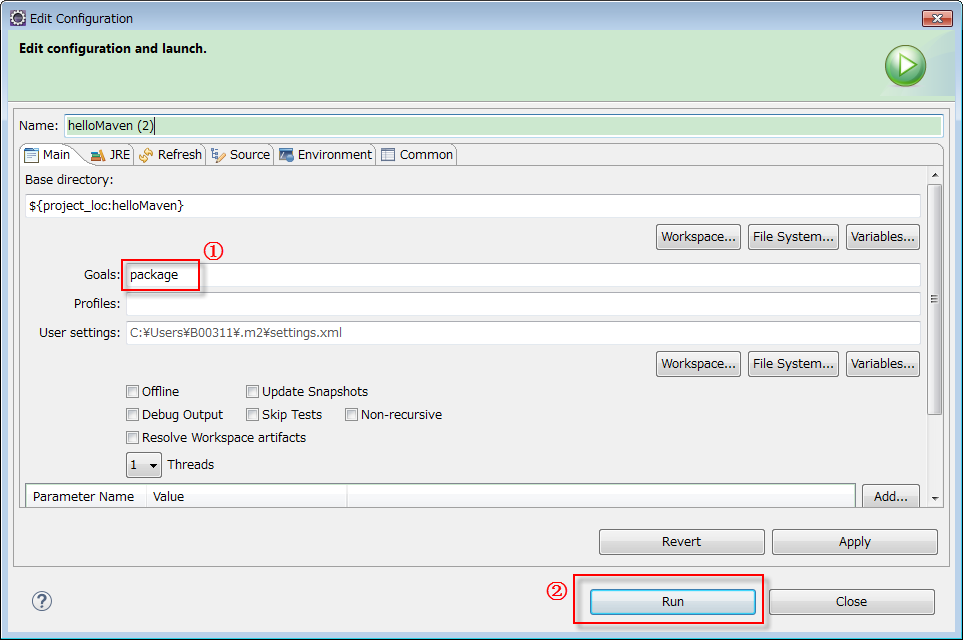 Edit Configuration
Edit configuration and launch.
Name: helloMaven (2)
Main JRE Refresh Source Environment Common
Base directory:
${project_loc:helloMaven}
Workspace... File System... Variables...
①
Goals: package
Profiles:
User settings: C:¥Users¥B00311¥.m2¥settings.xml
Workspace... File System... Variables...
Offline Update Snapshots
Debug Output Skip Tests Non-recursive
Resolve Workspace artifacts
1 Threads
Parameter Name Value Add...
Revert Apply
② Run Close